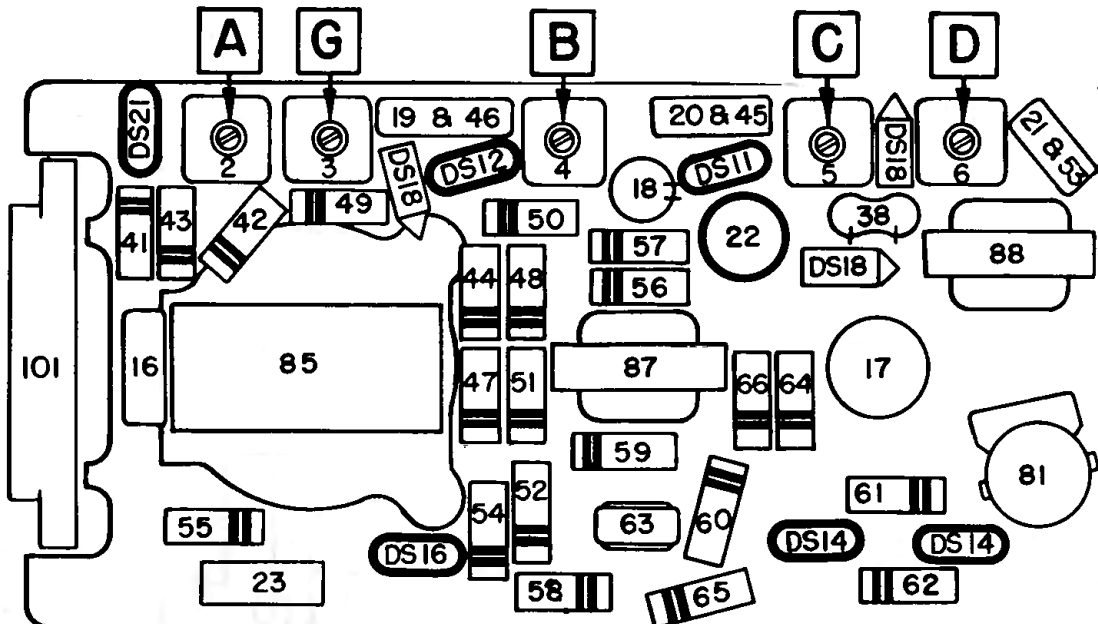 A G B C D
DS21 2 3 19 & 46 DS12 4 20 & 45 DS11 5 DS18 6 21 & 53
41 43 42 49 DS18 50 18 22 38 88
57 DS18
44 48 56
101 16 85 47 51 87 66 64 17
59
54 52 63 60 61 81
55 DS16 DS14 DS14
23 58 65 62